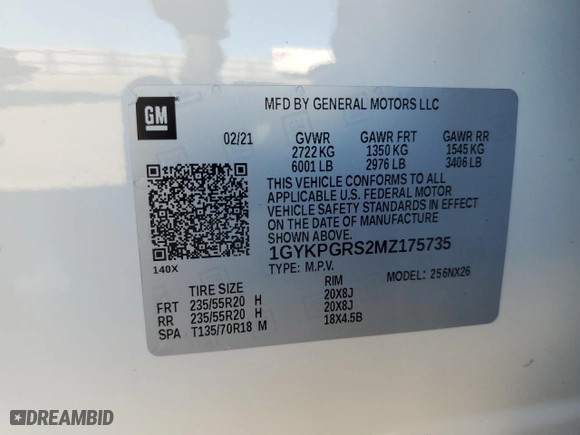 GM
MFD BY GENERAL MOTORS LLC
02/21 GVWR GAWR FRT GAWR RR
2722 KG 1350 KG 1545 KG
6001 LB 2976 LB 3406 LB
THIS VEHICLE CONFORMS TO ALL
APPLICABLE U.S. FEDERAL MOTOR
VEHICLE SAFETY STANDARDS IN EFFECT
ON THE DATE OF MANUFACTURE
SHOWN ABOVE.
1GYKPGRS2MZ175735
140X TYPE: M.P.V. MODEL: 256NX26
TIRE SIZE RIM
FRT 235/55R20 H 20X8J
RR 235/55R20 H 20X8J
SPA T135/70R18 M 18X4.5B
DREAMBID